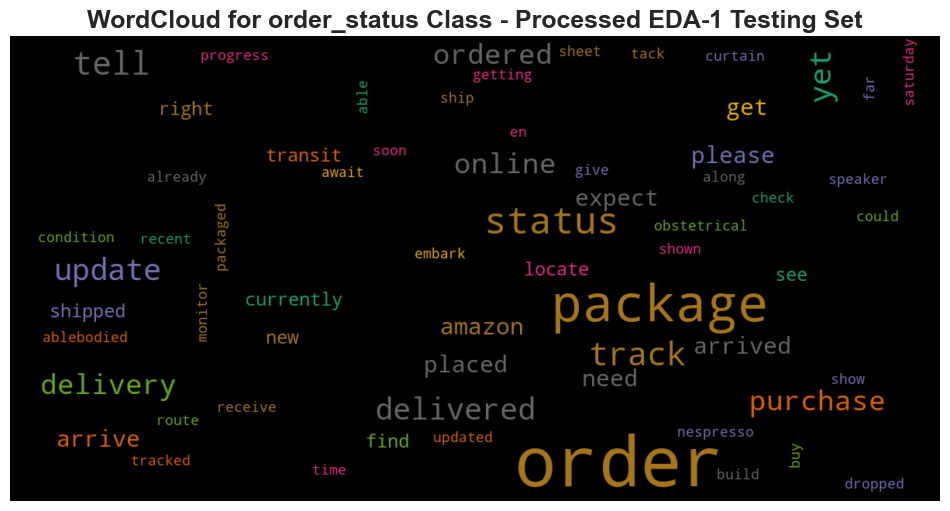 WordCloud for order_status Class - Processed EDA-1 Testing Set
tell
progress
ordered
sheet
tack
curtain
yet
far
saturday
getting
able
ship
right
get
en
transit
soon
online
please
await
give
along
already
speaker
expect
check
status
could
obstetrical
condition
recent
packaged
shown
embark
update
locate
see
currently
package
shipped
monitor
amazon
ablebodied
new
track
arrived
placed
need
show
delivery
purchase
receive
delivered
route
nespresso
arrive
find
updated
order
buy
tracked
time
build
dropped